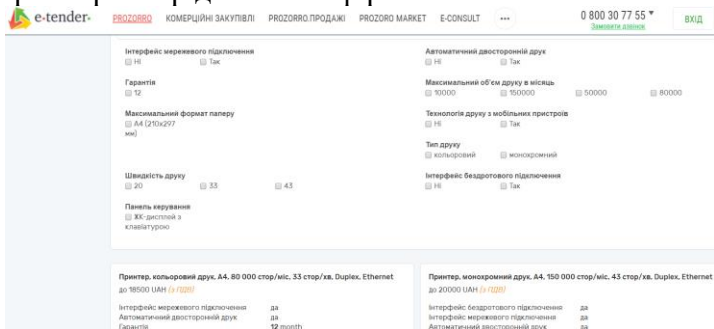 e-tender
PROZORRO КОМЕРЦІЙНІ ЗАКУПІВЛІ PROZORRO.ПРОДАЖІ PROZORO MARKET E-CONSULT ••• 0 800 30 77 55 ВХІД
Замовити дзвінок
Інтерфейс мережевого підключення
Ні Так
Гарантія
12
Максимальний формат паперу
А4 (210х297
мм)
Швидкість друку
20 33 43
Панель керування
ЖК-дисплей з
клавіатурою
Автоматичний двосторонній друк
Ні Так
Максимальний об'єм друку в місяць
10000 150000 50000 80000
Технологія друку з мобільних пристроїв
Ні Так
Тип друку
кольоровий монохромний
Інтерфейс бездротового підключення
Ні Так
Принтер, кольоровий друк, А4, 80 000 стор/міс, 33 стор/хв, Duplex, Ethernet
до 18500 UAH (з ПДВ)
Інтерфейс мережевого підключення да
Автоматичний двосторонній друк да
Гарантія 12 month
Принтер, монохромний друк, А4, 150 000 стор/міс, 43 стор/хв, Duplex, Ethernet
до 20000 UAH (з ПДВ)
Інтерфейс бездротового підключення да
Інтерфейс мережевого підключення да
Автоматичний двосторонній друк да